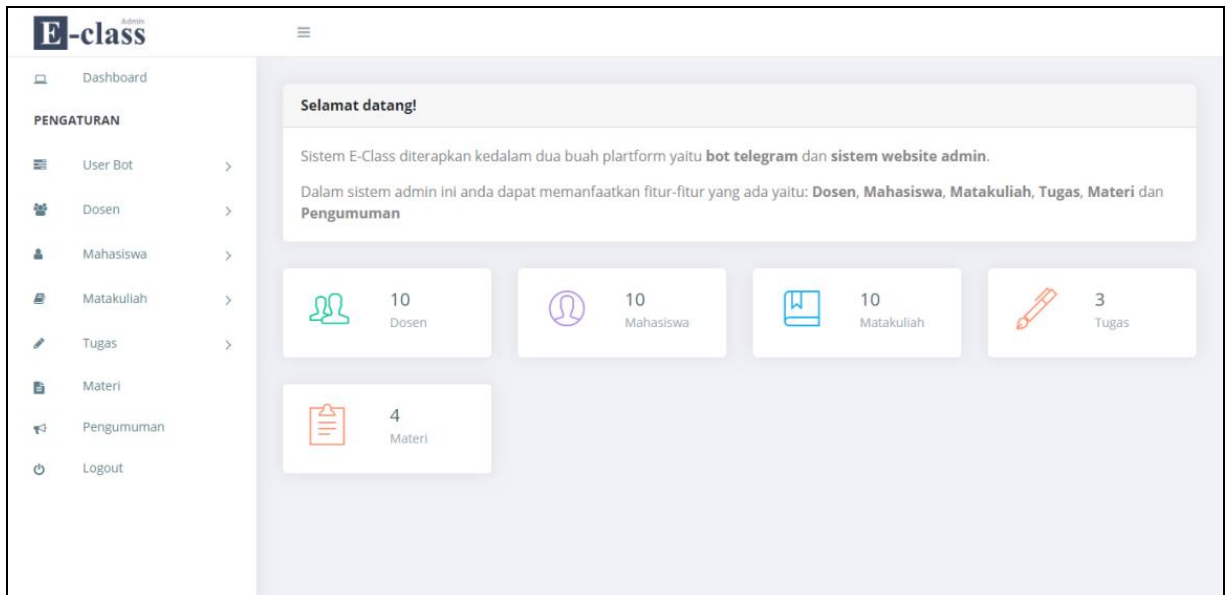 Admin
E-class
Dashboard
PENGATURAN
User Bot
Dosen
Mahasiswa
Matakuliah
Tugas
Materi
Pengumuman
Logout
Selamat datang!
Sistem E-Class diterapkan kedalam dua buah plartform yaitu bot telegram dan sistem website admin.
Dalam sistem admin ini anda dapat memanfaatkan fitur-fitur yang ada yaitu: Dosen, Mahasiswa, Matakuliah, Tugas, Materi dan
Pengumuman
10
Dosen
10
Mahasiswa
10
Matakuliah
3
Tugas
4
Materi